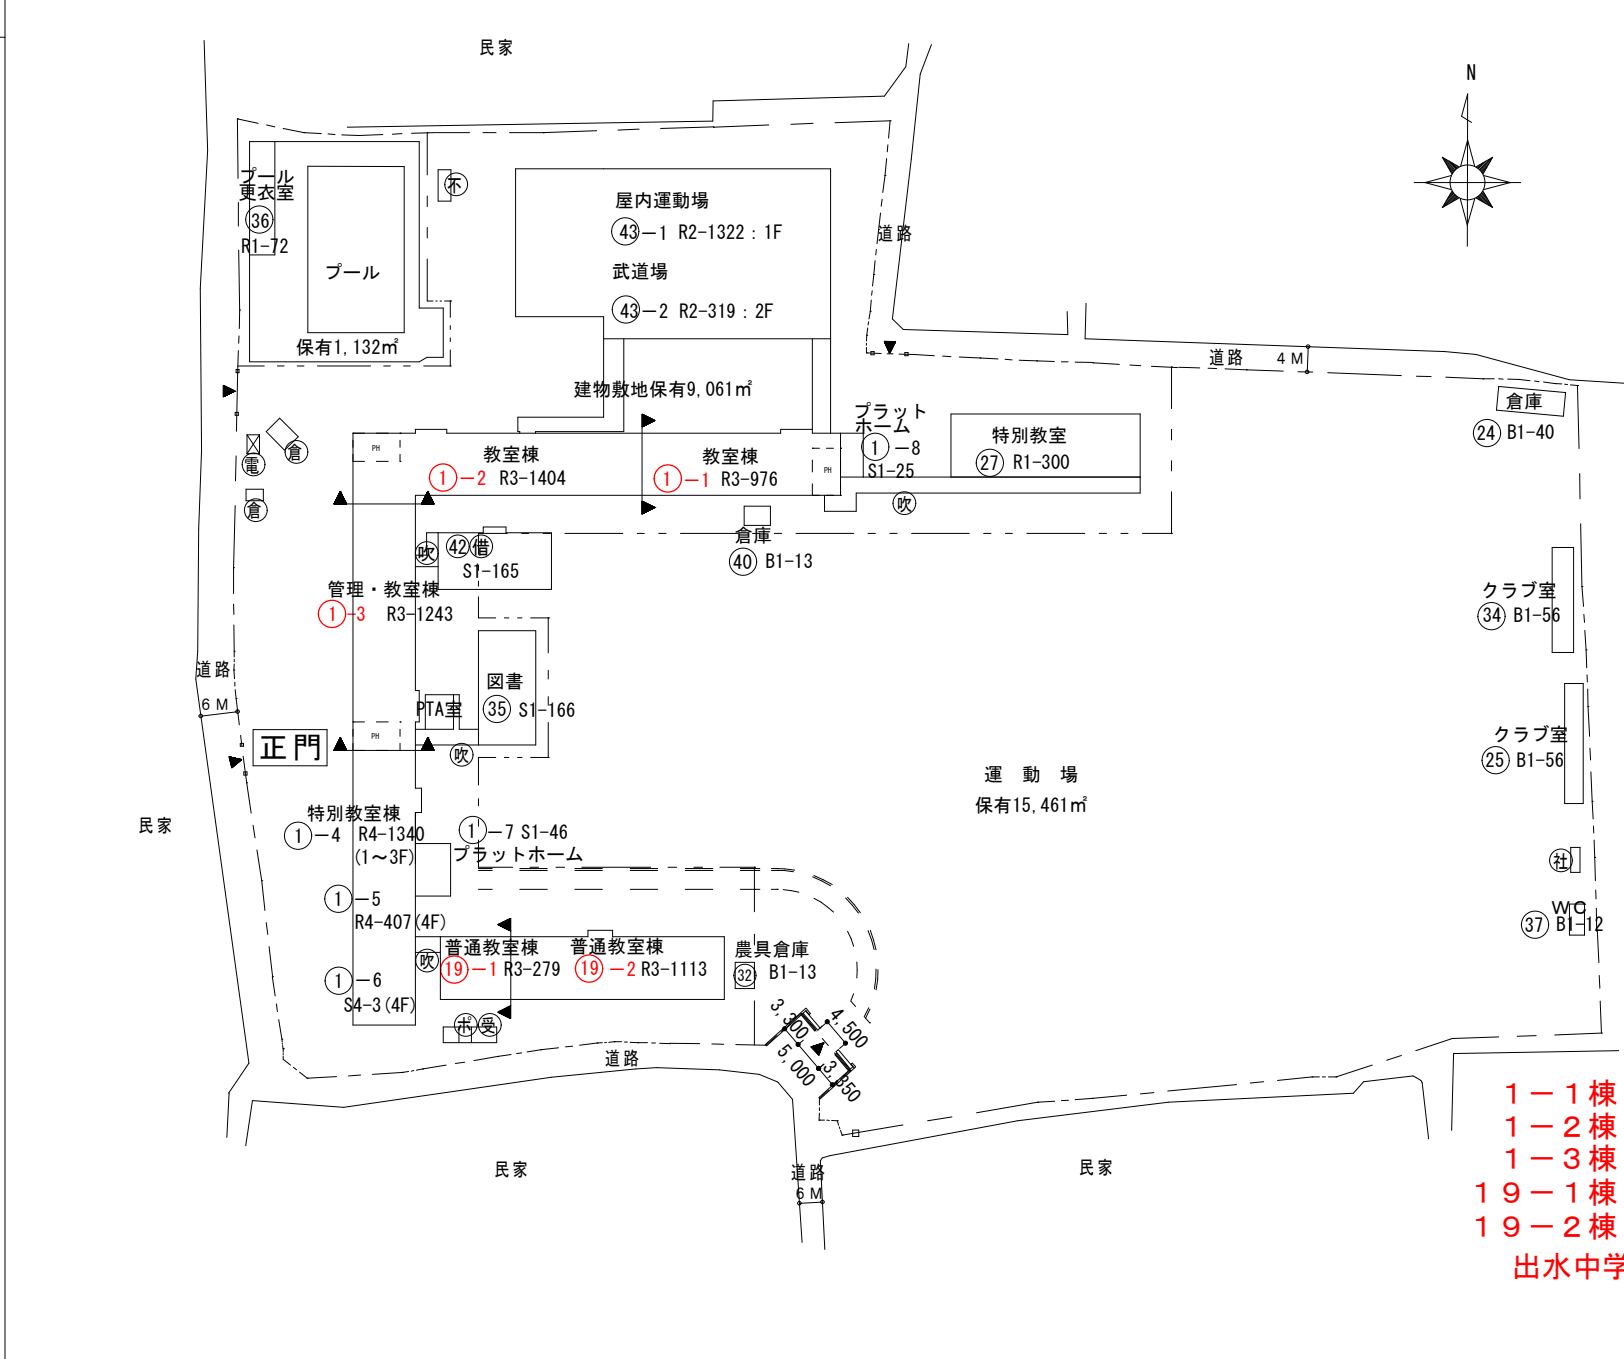 民家
N
プール
更衣室
36
R1-72
プール
保有1,132㎡
不
屋内運動場
43-1 R2-1322：1F
武道場
43-2 R2-319：2F
道路
建物敷地保有9,061㎡
道路 4M
倉庫
24 B1-40
プラット
ホーム
1-8
S1-25
特別教室
27 R1-300
吹
PH
教室棟
1-2 R3-1404
教室棟
1-1 R3-976
PH
電
倉
倉
倉庫
40 B1-13
吹
42 借
S1-165
管理・教室棟
1-3 R3-1243
クラブ室
34 B1-56
道路
6M
図書
35 S1-166
PTA室
吹
正門
PH
クラブ室
25 B1-56
運動場
保有15,461㎡
民家
特別教室棟
1-4 R4-1340
(1～3F)
1-7 S1-46
プラットホーム
1-5
R4-407(4F)
1-6
S4-3(4F)
社
WC
37 B1-12
吹
普通教室棟
19-1 R3-279
普通教室棟
19-2 R3-1113
農具倉庫
32 B1-13
ポ 受
道路
3,300
4,500
5,000
3,350
民家
道路
6M
民家
1－1棟
1－2棟
1－3棟
19－1棟
19－2棟
出水中学